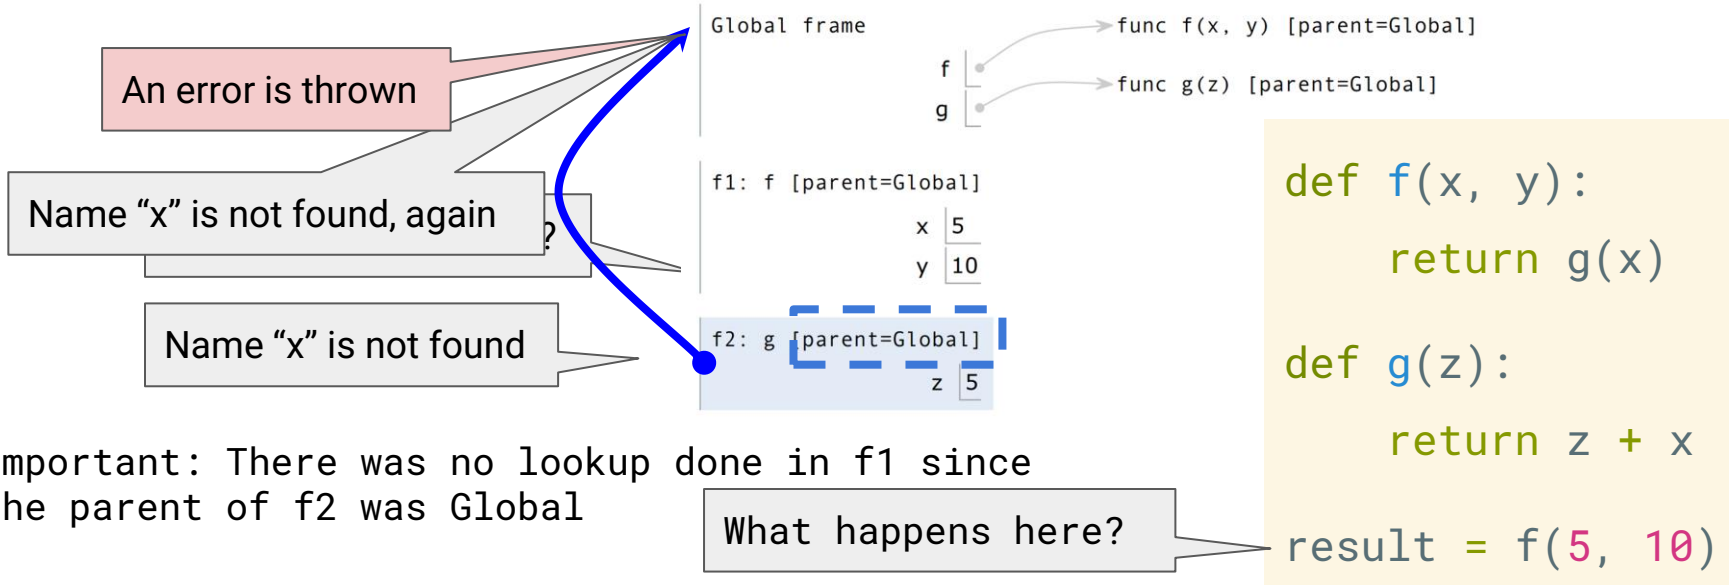 Global frame
func f(x, y) [parent=Global]
f
func g(z) [parent=Global]
g
An error is thrown
f1: f [parent=Global]
Name “x” is not found, again
?
x 5
y 10
Name “x” is not found
f2: g [parent=Global]
z 5
mportant: There was no lookup done in f1 since
he parent of f2 was Global
What happens here?
def f(x, y):
return g(x)
def g(z):
return z + x
result = f(5, 10)